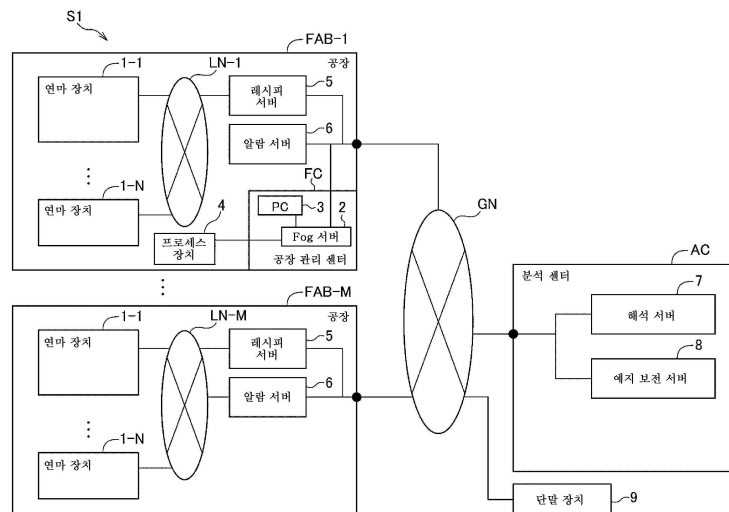 S1
FAB-1
공장
1-1
연마 장치
LN-1
레시피
서버
5
알람 서버
6
1-N
연마 장치
FC
PC
3
2
Fog 서버
4
프로세스
장치
공장 관리 센터
GN
FAB-M
공장
1-1
연마 장치
LN-M
레시피
서버
5
알람 서버
6
1-N
연마 장치
AC
분석 센터
7
해석 서버
8
예지 보전 서버
단말 장치
9